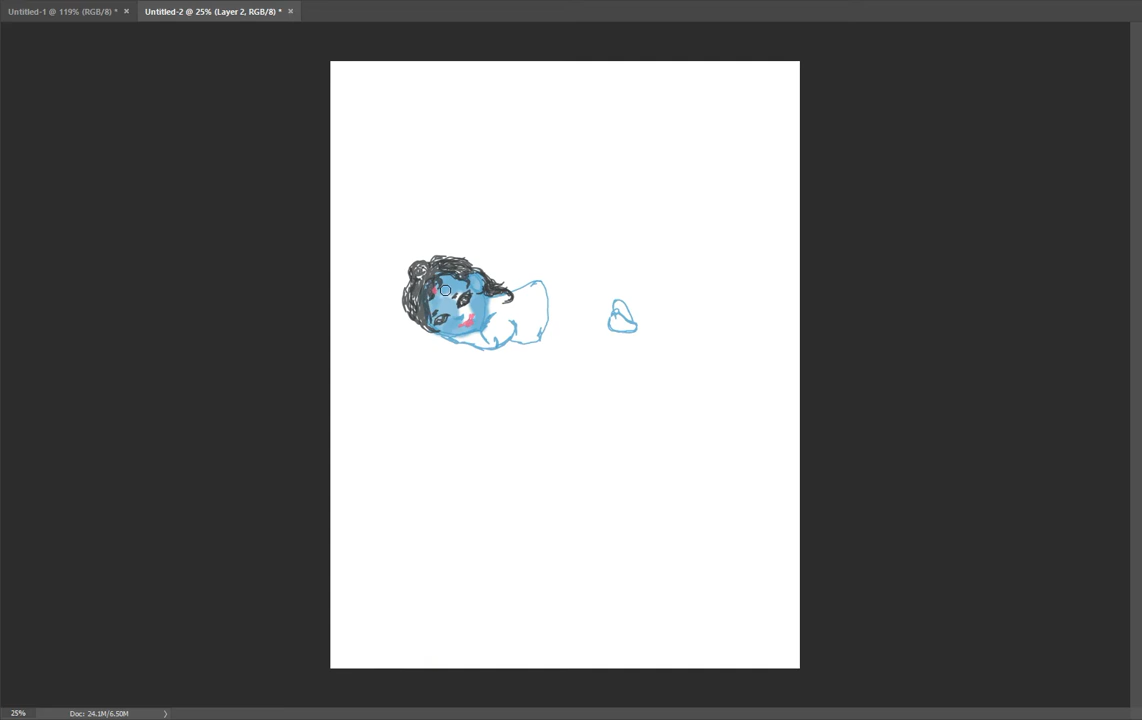 Untitled-1 @ 119% (RGB/8) * × Untitled-2 @ 25% (Layer 2, RGB/8) * ×
25% Doc: 24.1M/6.50M